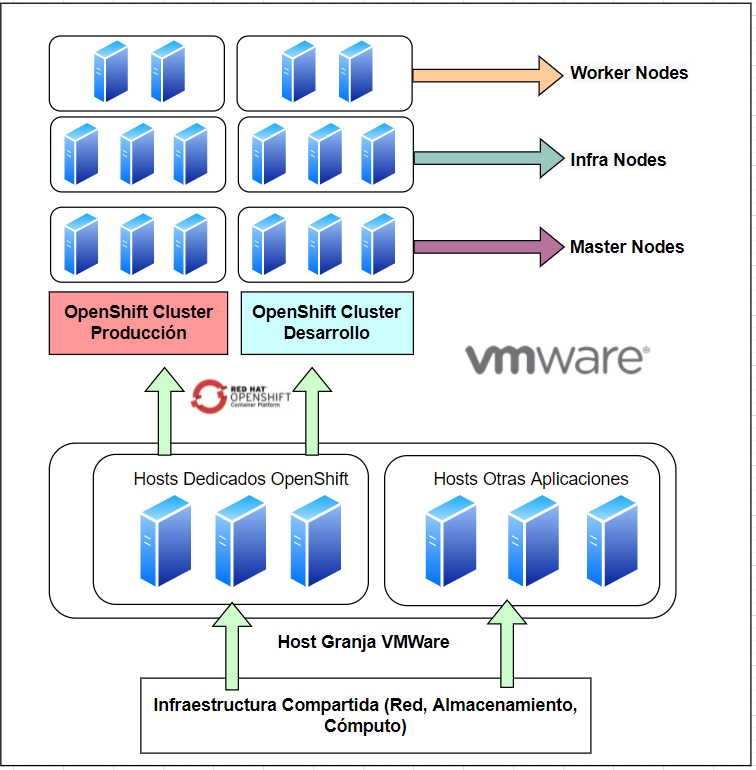 Worker Nodes
Infra Nodes
Master Nodes
OpenShift Cluster
Producción
OpenShift Cluster
Desarrollo
vmware®
RED HAT
OPENSHIFT
Container Platform
Hosts Dedicados OpenShift
Hosts Otras Aplicaciones
Host Granja VMWare
Infraestructura Compartida (Red, Almacenamiento,
Cómputo)